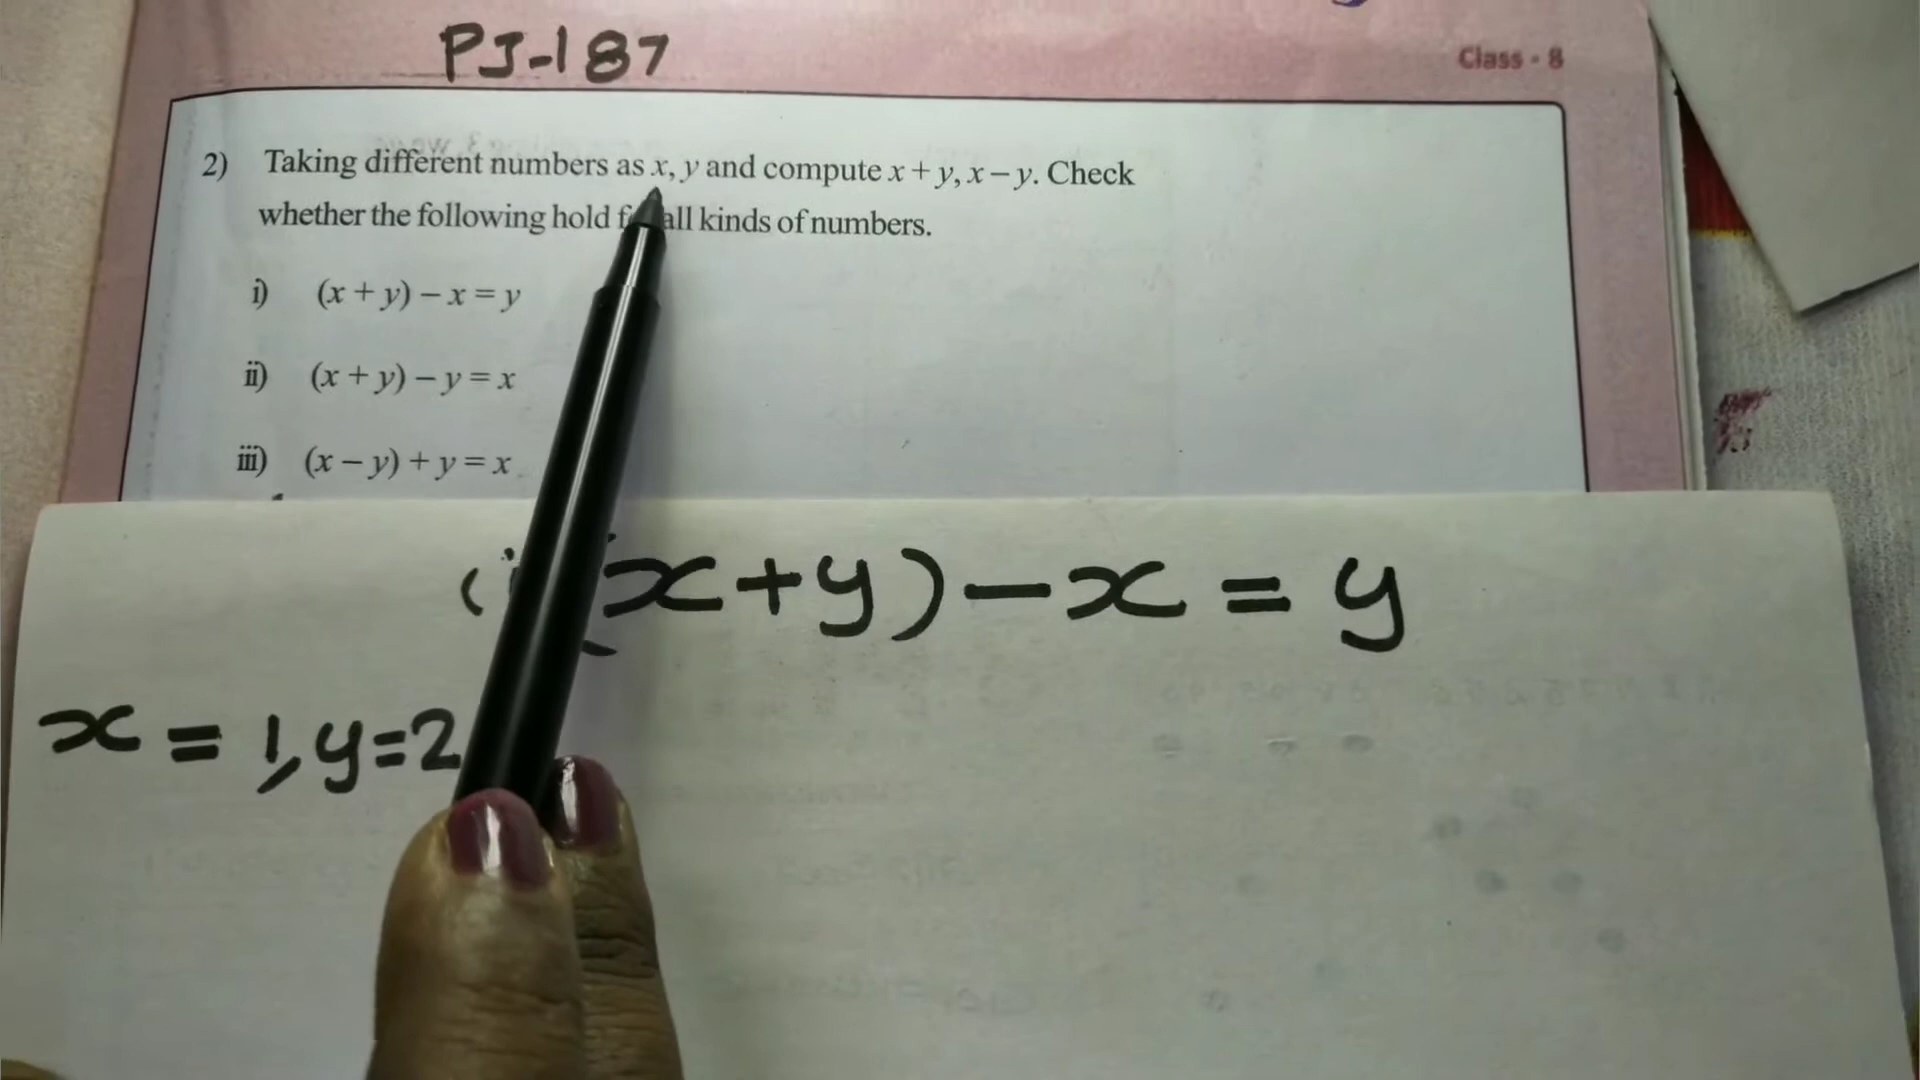 PJ-187
Class - 8
2) Taking different numbers as x, y and compute x + y, x – y. Check
whether the following hold all kinds of numbers.
i) (x + y) – x = y
ii) (x + y) – y = x
iii) (x – y) + y = x
(x+y)-x = y
x = 1, y=2